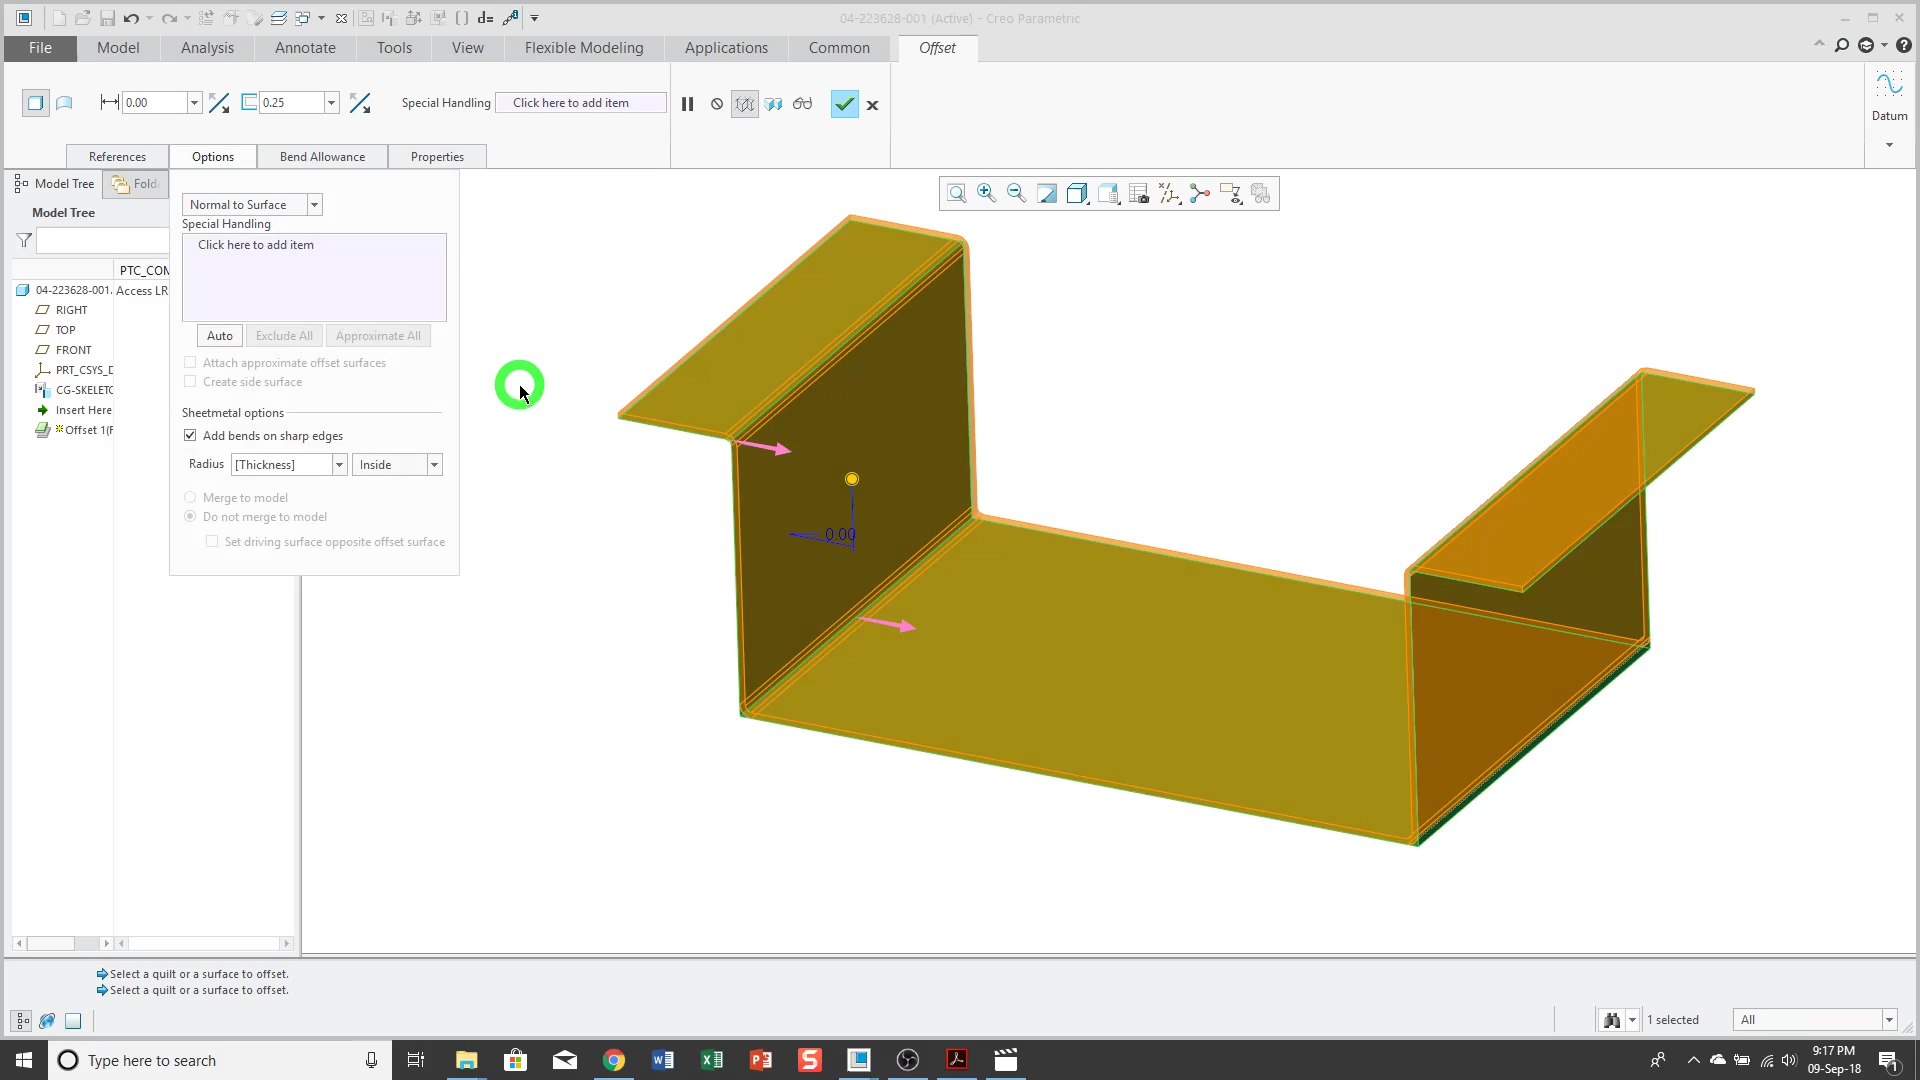 04-223628-001 (Active) - Creo Parametric
File Model Analysis Annotate Tools View Flexible Modeling Applications Common Offset
0.00 0.25 Special Handling Click here to add item
Datum
References Options Bend Allowance Properties
Model Tree Fold
Model Tree
Normal to Surface
Special Handling
Click here to add item
PTC_COM
04-223628-001. Access LR
RIGHT
TOP
FRONT
PRT_CSYS_D
CG-SKELETO
Insert Here
Offset 1(F
Auto Exclude All Approximate All
Attach approximate offset surfaces
Create side surface
Sheetmetal options
Add bends on sharp edges
Radius [Thickness] Inside
Merge to model
Do not merge to model
Set driving surface opposite offset surface
0.00
Select a quilt or a surface to offset.
Select a quilt or a surface to offset.
1 selected All
Type here to search
9:17 PM
09-Sep-18
1